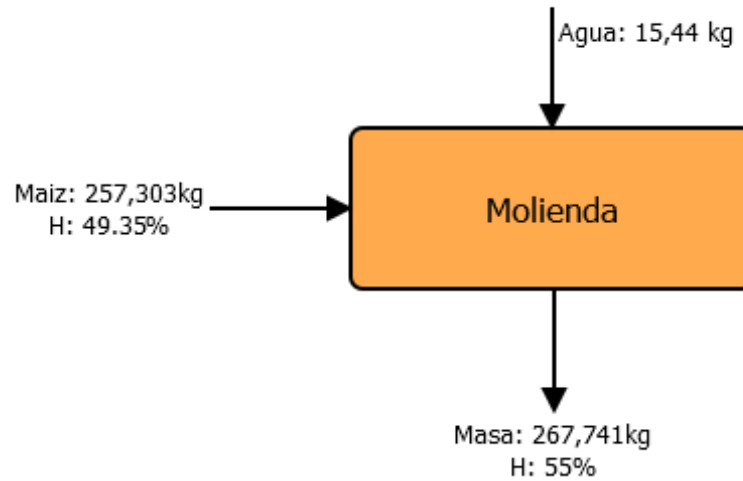 Agua: 15,44 kg
Maiz: 257,303kg
H: 49.35%
Molienda
Masa: 267,741kg
H: 55%